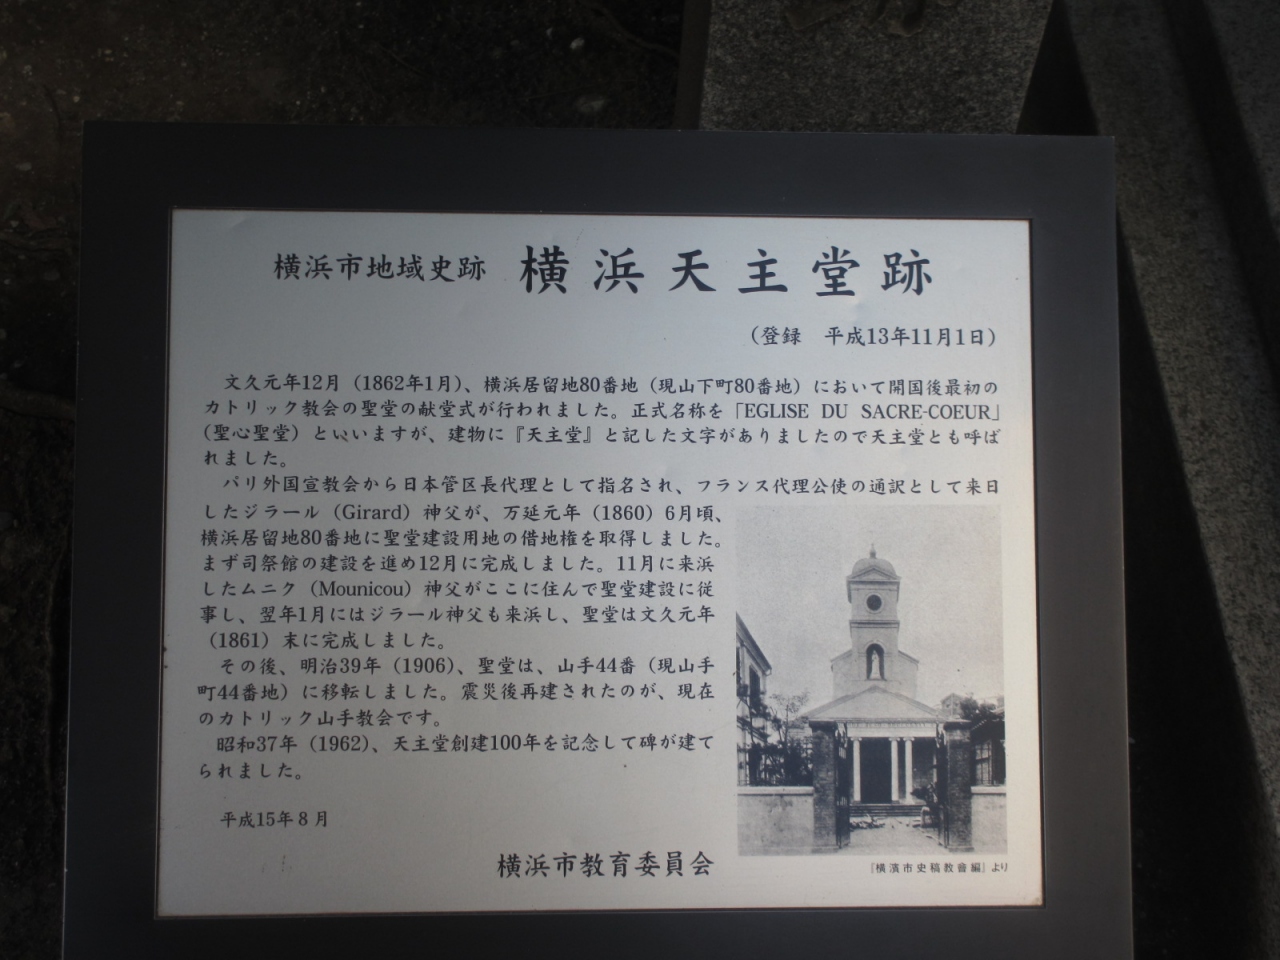 横浜市地域史跡 横浜天主堂跡
（登録　平成13年11月1日）
文久元年12月（1862年1月）、横浜居留地80番地（現山下町80番地）において開国後最初の
カトリック教会の聖堂の献堂式が行われました。正式名称を「EGLISE DU SACRE-COEUR」
（聖心聖堂）といいますが、建物に『天主堂』と記した文字がありましたので天主堂とも呼ば
れました。
パリ外国宣教会から日本管区長代理として指名され、フランス代理公使の通訳として来日
したジラール（Girard）神父が、万延元年（1860）6月頃、
横浜居留地80番地に聖堂建設用地の借地権を取得しました。
まず司祭館の建設を進め12月に完成しました。11月に来浜
したムニク（Mounicou）神父がここに住んで聖堂建設に従
事し、翌年1月にはジラール神父も来浜し、聖堂は文久元年
（1861）末に完成しました。
その後、明治39年（1906）、聖堂は、山手44番（現山手
町44番地）に移転しました。震災後再建されたのが、現在
のカトリック山手教会です。
昭和37年（1962）、天主堂創建100年を記念して碑が建て
られました。
平成15年8月
横浜市教育委員会
『横濱市史稿教音編』より